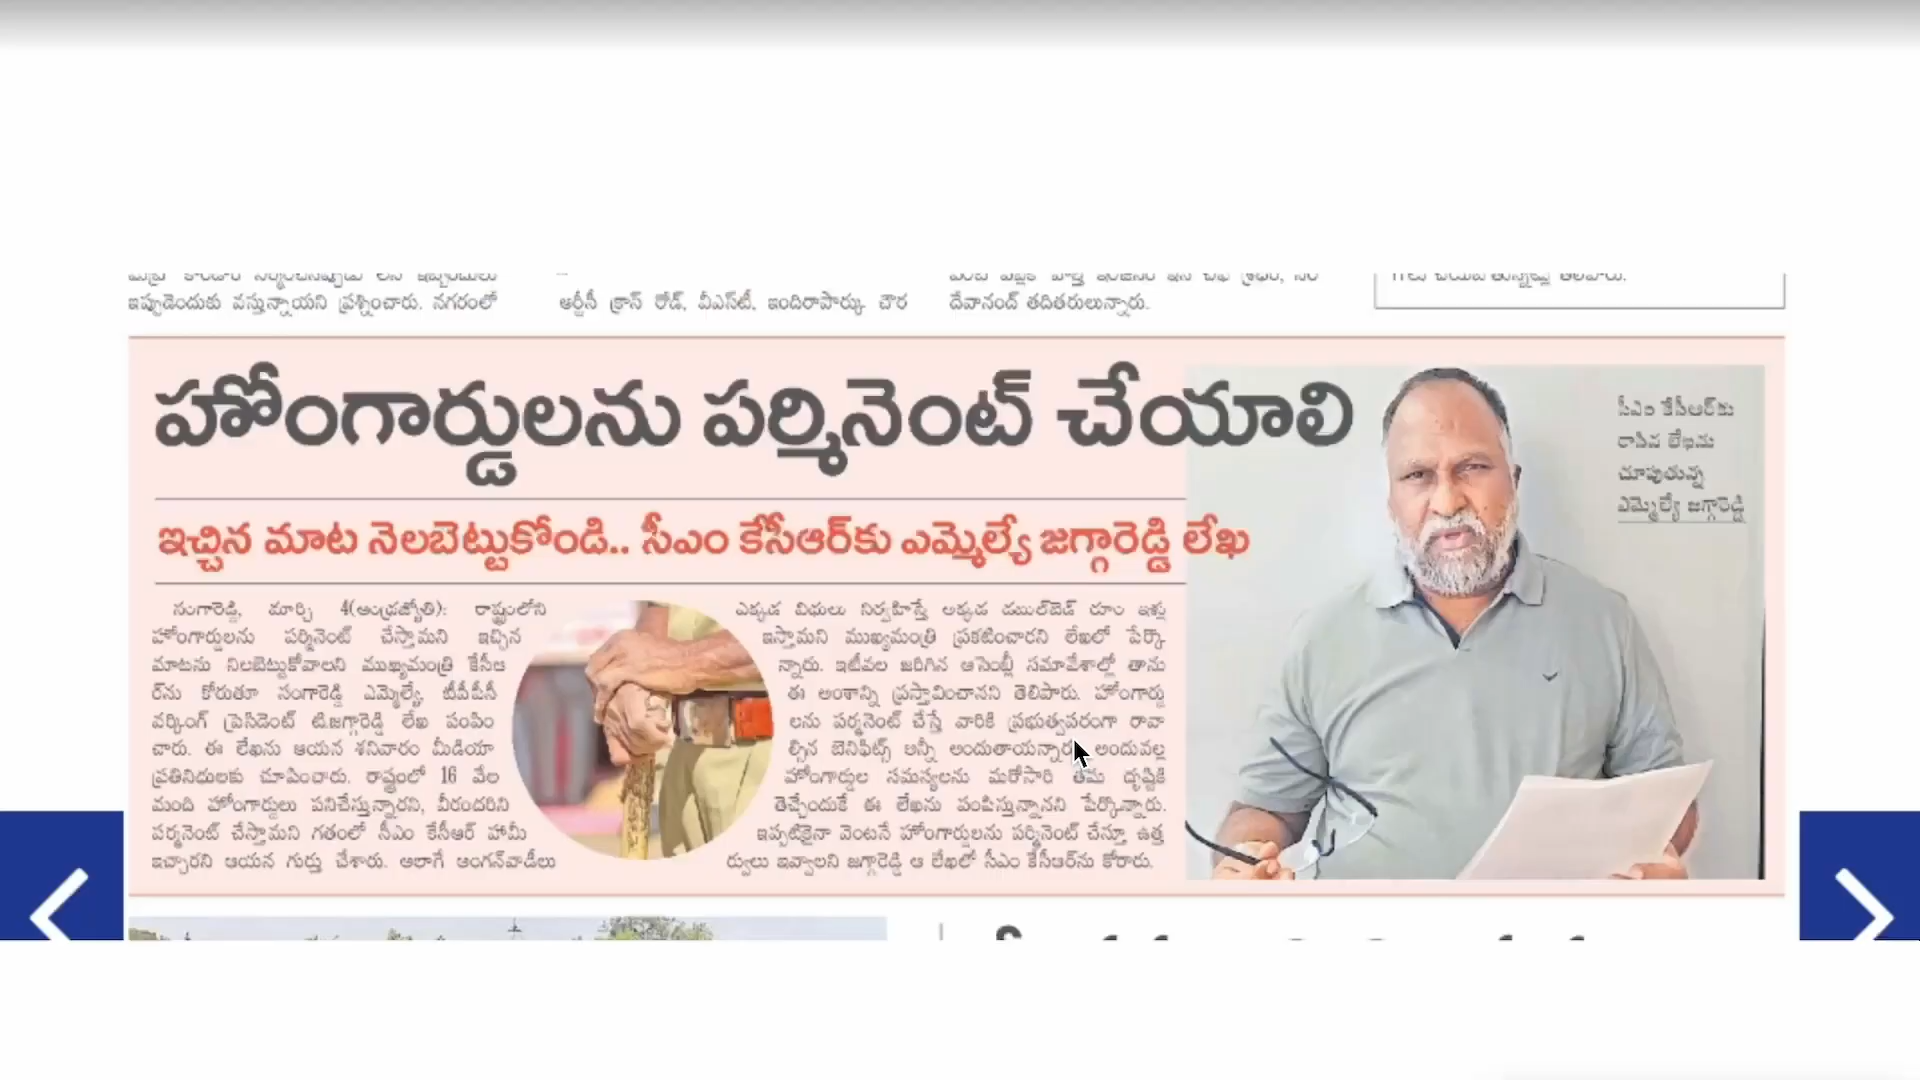 ఇప్పుడెందుకు వస్తున్నాయని ప్రశ్నించారు. నగరంలో
ఆర్టీసీ క్రాస్ రోడ్, వీఎస్‌టీ, ఇందిరాపార్కు చౌర
దేవానంద్ తదితరులున్నారు.
హోంగార్డులను పర్మినెంట్ చేయాలి
ఇచ్చిన మాట నెలబెట్టుకోండి.. సీఎం కేసీఆర్‌కు ఎమ్మెల్యే జగ్గారెడ్డి లేఖ
సీఎం కేసీఆర్‌కు
రాసిన లేఖను
చూపుతున్న
ఎమ్మెల్యే జగ్గారెడ్డి
సంగారెడ్డి, మార్చి 4(ఆంధ్రజ్యోతి): రాష్ట్రంలోని
హోంగార్డులను పర్మినెంట్ చేస్తామని ఇచ్చిన
మాటను నిలబెట్టుకోవాలని ముఖ్యమంత్రి కేసీఆ
ర్‌ను కోరుతూ సంగారెడ్డి ఎమ్మెల్యే, టీపీసీసీ
వర్కింగ్ ప్రెసిడెంట్ టి.జగ్గారెడ్డి లేఖ పంపిం
చారు. ఈ లేఖను ఆయన శనివారం మీడియా
ప్రతినిధులకు చూపించారు. రాష్ట్రంలో 16 వేల
మంది హోంగార్డులు పనిచేస్తున్నారని, వీరందరిని
పర్మనెంట్ చేస్తామని గతంలో సీఎం కేసీఆర్ హామీ
ఇచ్చారని ఆయన గుర్తు చేశారు. అలాగే అంగన్‌వాడీలు
ఎక్కడ విధులు నిర్వహిస్తే అక్కడ డబుల్‌బెడ్ రూం ఇళ్లు
ఇస్తామని ముఖ్యమంత్రి ప్రకటించారని లేఖలో పేర్కొ
న్నారు. ఇటీవల జరిగిన అసెంబ్లీ సమావేశాల్లో తాను
ఈ అంశాన్ని ప్రస్తావించానని తెలిపారు. హోంగార్డు
లను పర్మనెంట్ చేస్తే వారికి ప్రభుత్వపరంగా రావా
ల్సిన బెనిఫిట్స్ అన్నీ అందుతాయన్నారు. అందువల్ల
హోంగార్డుల సమస్యలను మరోసారి తమ దృష్టికి
తెచ్చేందుకే ఈ లేఖను పంపిస్తున్నానని పేర్కొన్నారు.
ఇప్పటికైనా వెంటనే హోంగార్డులను పర్మినెంట్ చేస్తూ ఉత్త
ర్వులు ఇవ్వాలని జగ్గారెడ్డి ఆ లేఖలో సీఎం కేసీఆర్‌ను కోరారు.